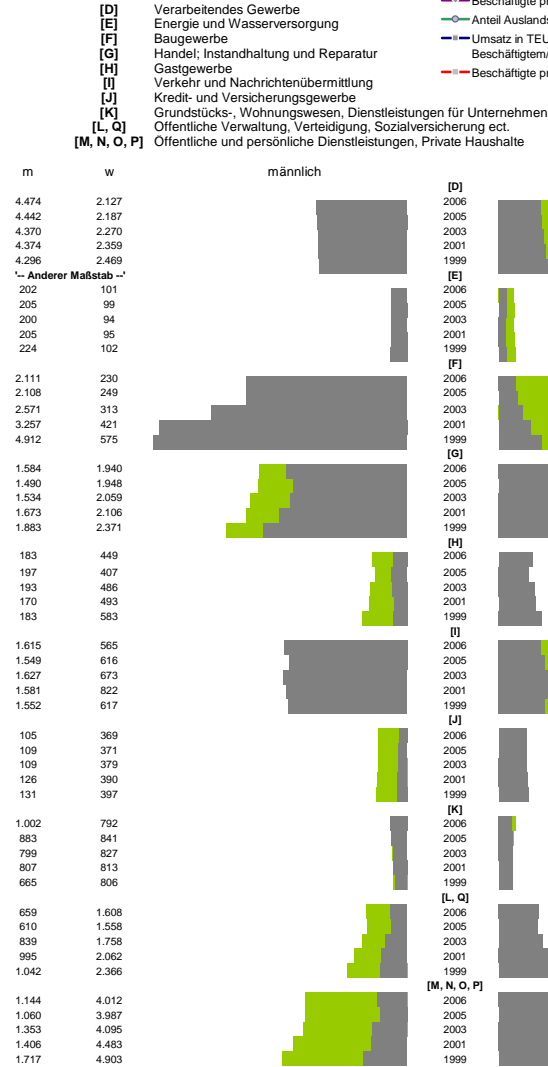 [D] Verarbeitendes Gewerbe
[E] Energie und Wasserversorgung
[F] Baugewerbe
[G] Handel; Instandhaltung und Reparatur
[H] Gastgewerbe
[I] Verkehr und Nachrichtenübermittlung
[J] Kredit- und Versicherungsgewerbe
[K] Grundstücks-, Wohnungswesen, Dienstleistungen für Unternehmen
[L, Q] Öffentliche Verwaltung, Verteidigung, Sozialversicherung ect.
[M, N, O, P] Öffentliche und persönliche Dienstleistungen, Private Haushalte
Beschäftigte
Anteil
Umsatz in TEU
Beschäftigte
m w männlich
[D]
4.474 2.127 2006
4.442 2.187 2005
4.370 2.270 2003
4.374 2.359 2001
4.296 2.469 1999
'-- Anderer Maßstab --'
[E]
202 101 2006
205 99 2005
200 94 2003
205 95 2001
224 102 1999
[F]
2.111 230 2006
2.108 249 2005
2.571 313 2003
3.257 421 2001
4.912 575 1999
[G]
1.584 1.940 2006
1.490 1.948 2005
1.534 2.059 2003
1.673 2.106 2001
1.883 2.371 1999
[H]
183 449 2006
197 407 2005
193 486 2003
170 493 2001
183 583 1999
[I]
1.615 565 2006
1.549 616 2005
1.627 673 2003
1.581 822 2001
1.552 617 1999
[J]
105 369 2006
109 371 2005
109 379 2003
126 390 2001
131 397 1999
[K]
1.002 792 2006
883 841 2005
799 827 2003
807 813 2001
665 806 1999
[L, Q]
659 1.608 2006
610 1.558 2005
839 1.758 2003
995 2.062 2001
1.042 2.366 1999
[M, N, O, P]
1.144 4.012 2006
1.060 3.987 2005
1.353 4.095 2003
1.406 4.483 2001
1.717 4.903 1999